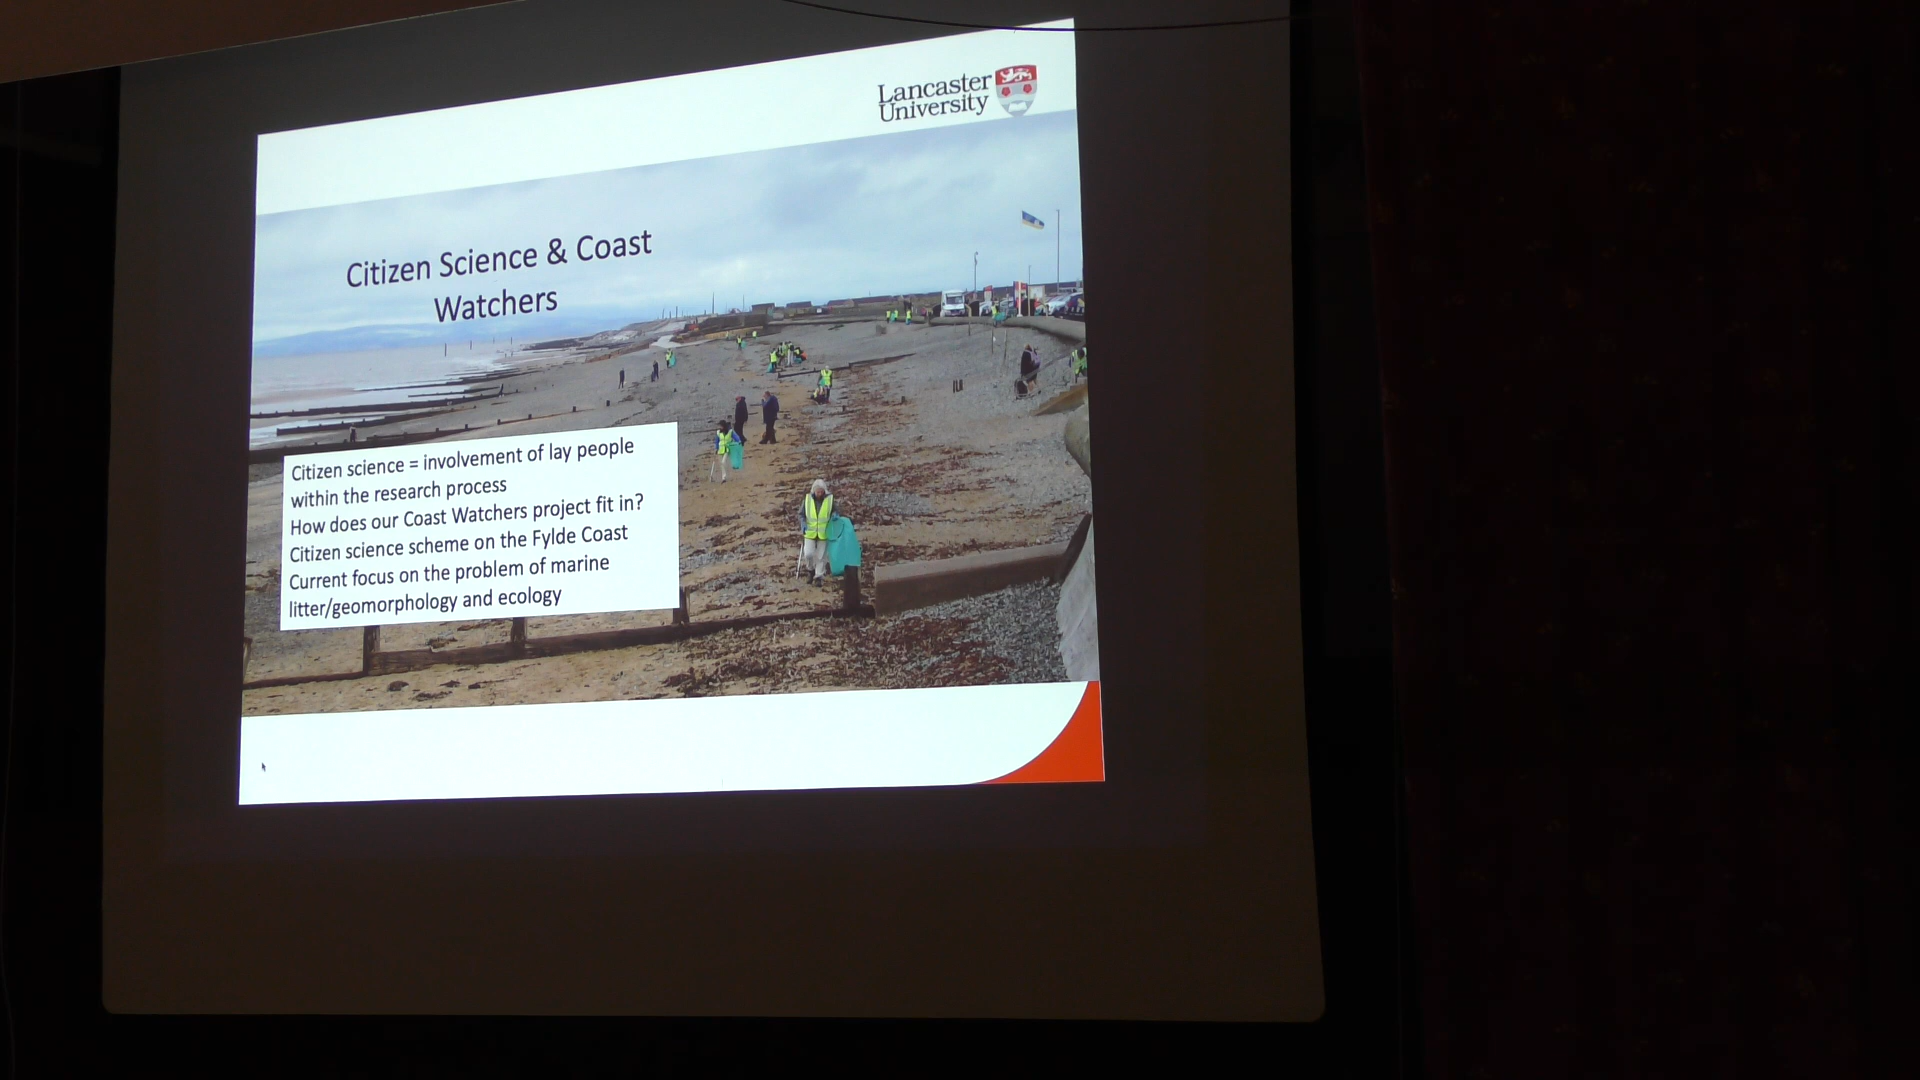 Lancaster
University
Citizen Science & Coast
Watchers
Citizen science = involvement of lay people
within the research process
How does our Coast Watchers project fit in?
Citizen science scheme on the Fylde Coast
Current focus on the problem of marine
litter/geomorphology and ecology